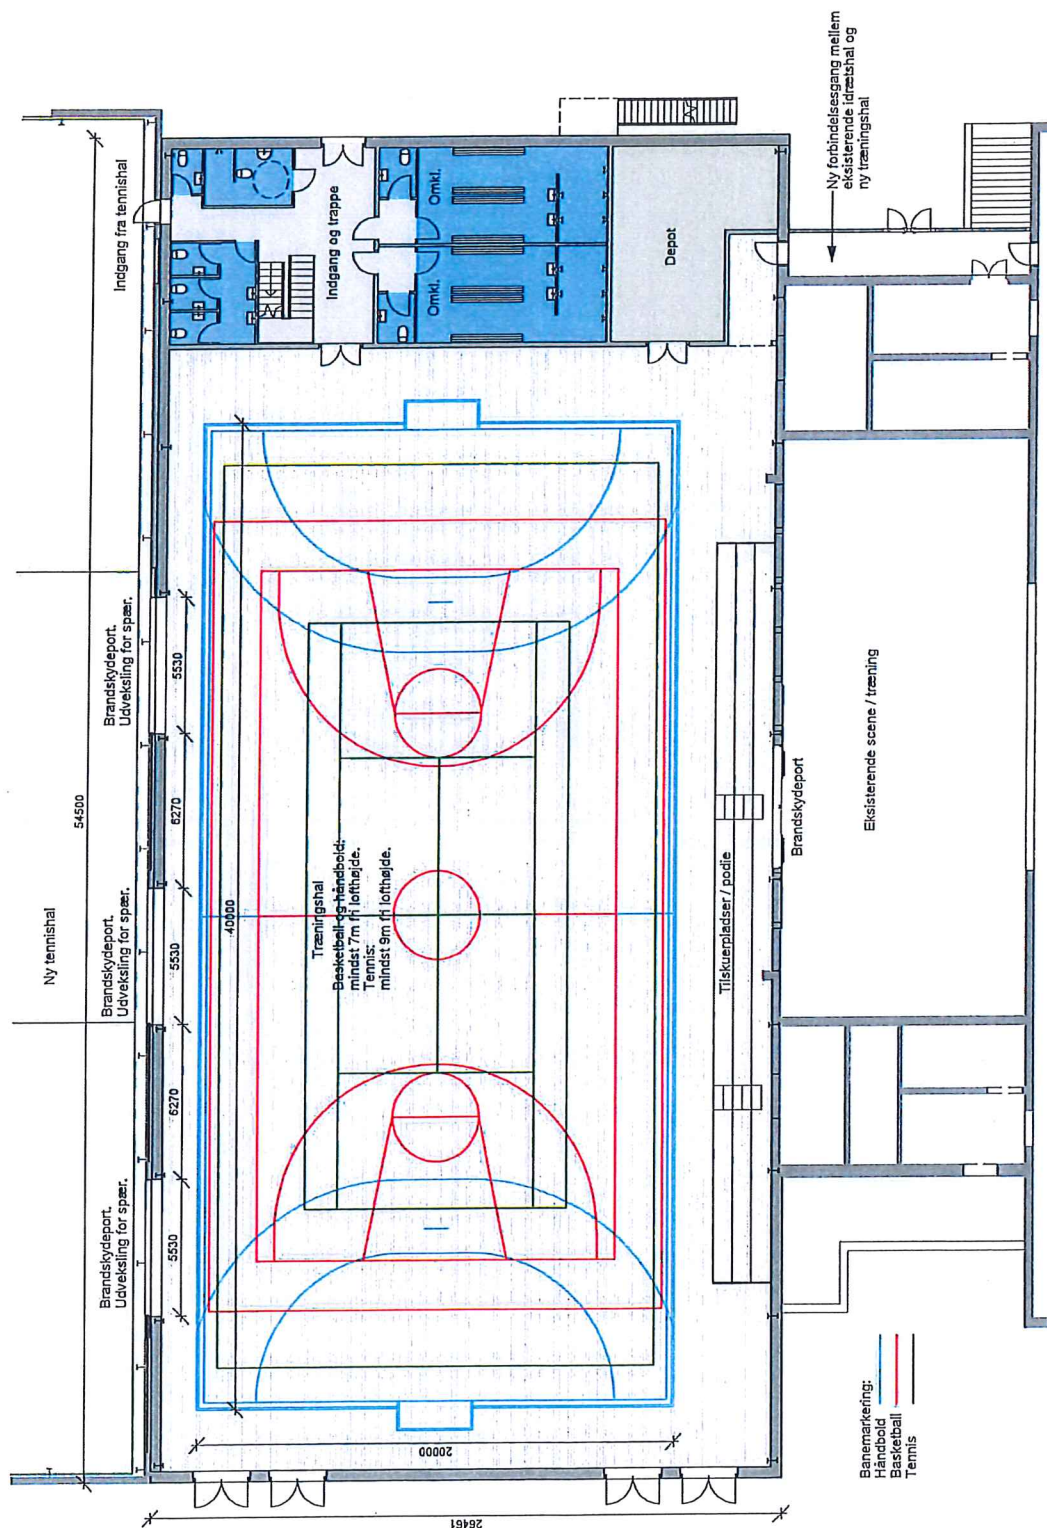 Ny tennishal
54500
Indgang fra tennishal
Brandskydeport.
Udveksling for spær.
Brandskydeport.
Udveksling for spær.
Brandskydeport.
Udveksling for spær.
5530
6270
5530
6270
5530
40000
20000
26461
Træningshal
Basketball og håndbold:
mindst 7m fri lofthøjde.
Tennis:
mindst 9m fri lofthøjde.
Indgang og trappe
Omkl.
Omkl.
Depot
Tilskuerpladser / podie
Brandskydeport
Eksisterende scene / træning
Ny forbindelsesgang mellem
eksisterende idrætshal og
ny træningshal
Banemarkering:
Håndbold
Basketball
Tennis